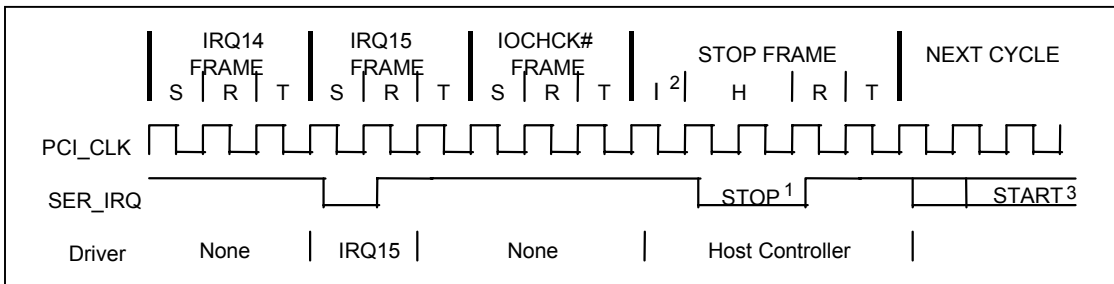 IRQ14 IRQ15 IOCHCK#
FRAME FRAME FRAME STOP FRAME NEXT CYCLE
S R T S R T S R T I 2 H R T
PCI_CLK
SER_IRQ STOP 1 START 3
Driver None IRQ15 None Host Controller